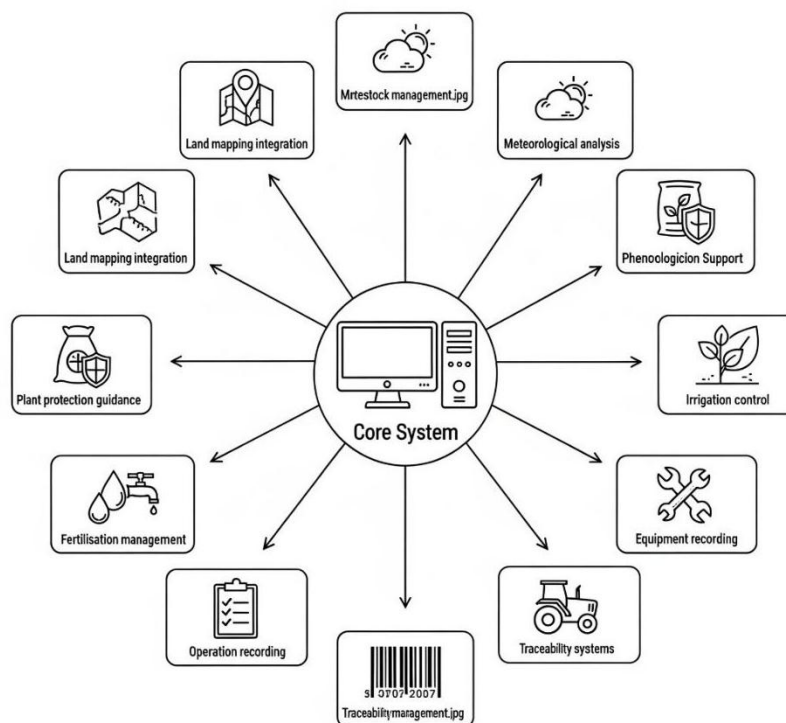 Mrtestock management.jpg
Land mapping integration
Meteorological analysis
Land mapping integration
Phenoologicion Support
Plant protection guidance
Core System
Irrigation control
Fertilisation management
Equipment recording
Operation recording
Traceability systems
Traceabilitymanagement.jpg